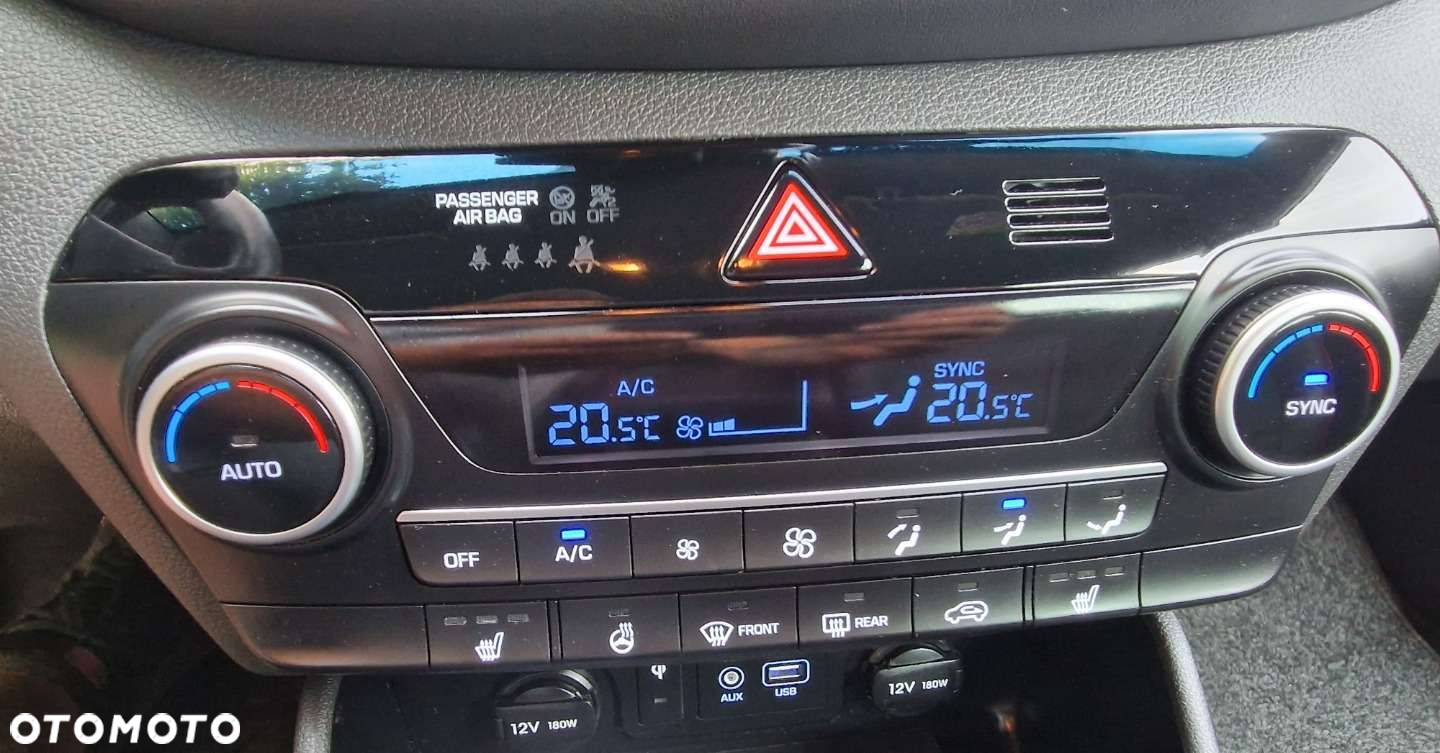 PASSENGER
AIR BAG
ON OFF
A/C
20.5°C
SYNC
20.5°C
AUTO
SYNC
OFF
A/C
FRONT
REAR
12V 180W
AUX
USB
12V 180W
OTOMOTO